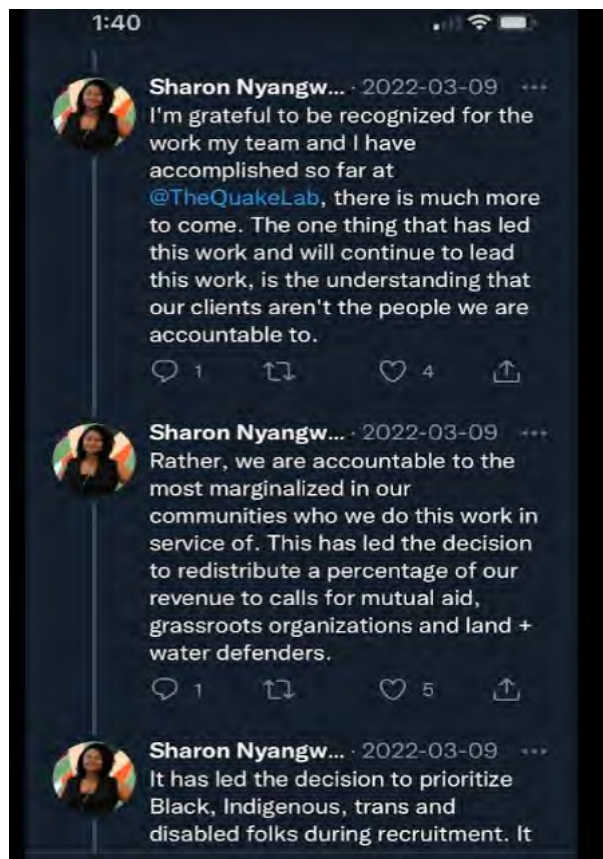 1:40
Sharon Nyangw... · 2022-03-09
I'm grateful to be recognized for the
work my team and I have
accomplished so far at
@TheQuakeLab, there is much more
to come. The one thing that has led
this work and will continue to lead
this work, is the understanding that
our clients aren't the people we are
accountable to.
1 4
Sharon Nyangw... · 2022-03-09
Rather, we are accountable to the
most marginalized in our
communities who we do this work in
service of. This has led the decision
to redistribute a percentage of our
revenue to calls for mutual aid,
grassroots organizations and land +
water defenders.
1 5
Sharon Nyangw... · 2022-03-09
It has led the decision to prioritize
Black, Indigenous, trans and
disabled folks during recruitment. It